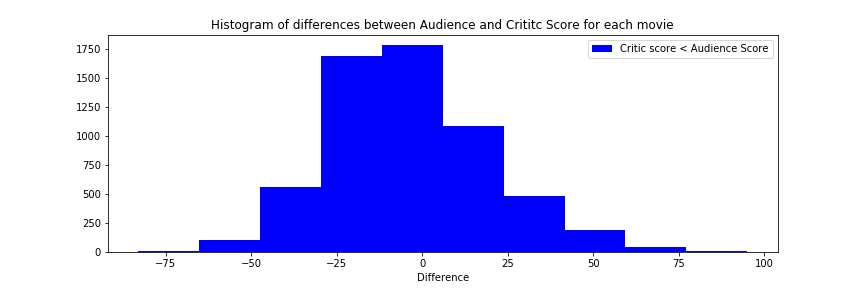 Histogram of differences between Audience and Crititc Score for each movie
Critic score < Audience Score
1750
1500
1250
1000
750
500
250
0
−75 −50 −25 0 25 50 75 100
Difference